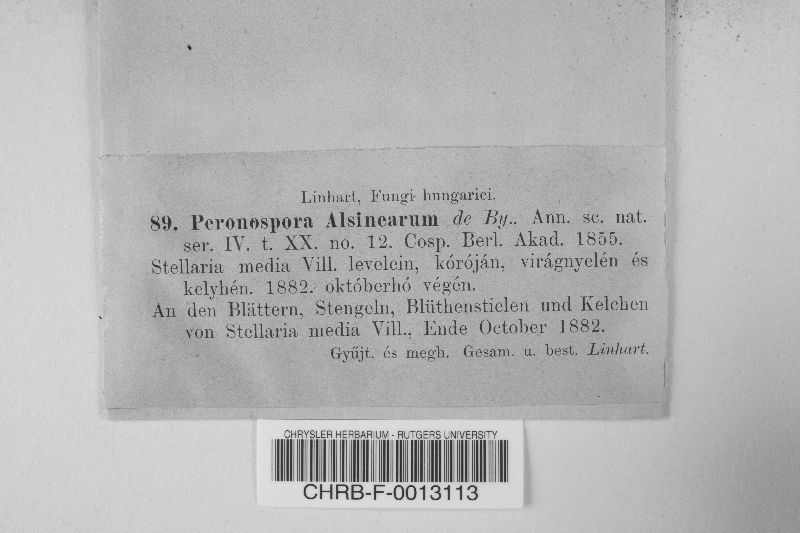 Linhart, Fungi hungarici.
89. Peronospora Alsinearum de By., Ann. sc. nat.
ser. IV. t. XX. no. 12. Cosp. Berl. Akad. 1855.
Stellaria media Vill. levelein, kóróján, virágnyelén és
kelyhén. 1882. októberhó végén.
An den Blättern, Stengeln, Blüthenstielen und Kelchen
von Stellaria media Vill., Ende October 1882.
Gyűjt. és megh. Gesam. u. best. Linhart.
CHRYSLER HERBARIUM - RUTGERS UNIVERSITY
CHRB-F-0013113